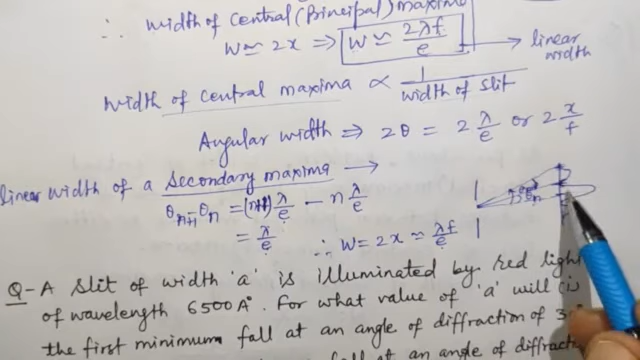 ∴ width of Central (Principal) maxima
w ≃ 2x ⇒ w ≃ 2λf/e → linear width
Width of central maxima ∝ 1/width of slit
Angular width ⇒ 2θ = 2 λ/e or 2 x/f
linear width of a secondary maxima →
θn+1 - θn = (n+1) λ/e - n λ/e
= λ/e ∴ w = 2x = λf/e
Q - A slit of width 'a' is illuminated by red light
of wavelength 6500A°. For what value of 'a' will (i)
the first minimum fall at an angle of diffraction of
fall at an angle of